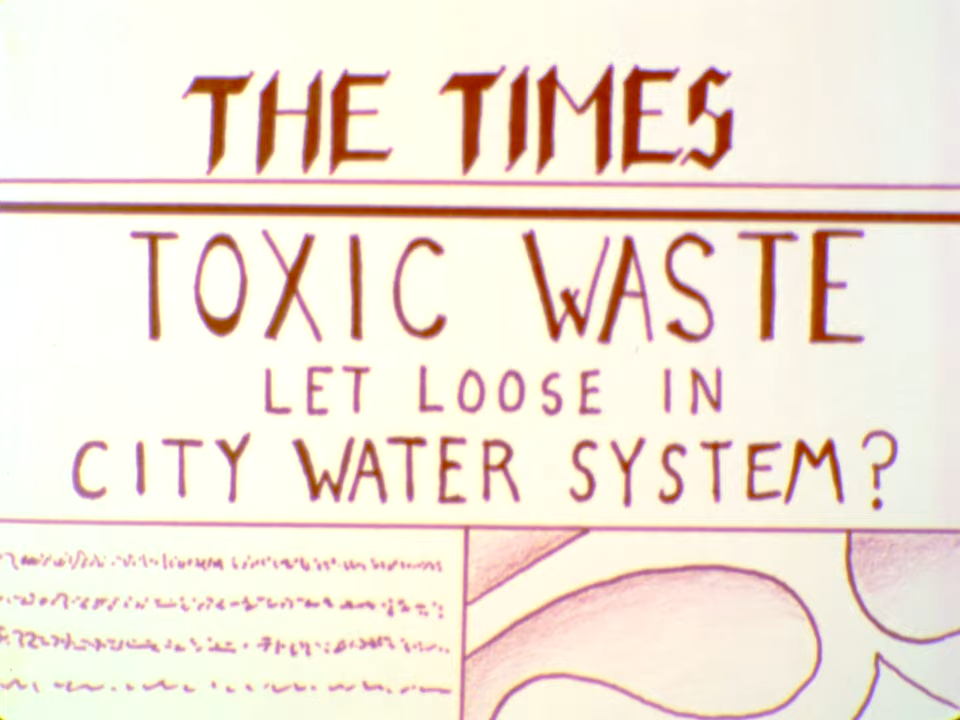 THE TIMES
TOXIC WASTE
LET LOOSE IN
CITY WATER SYSTEM?